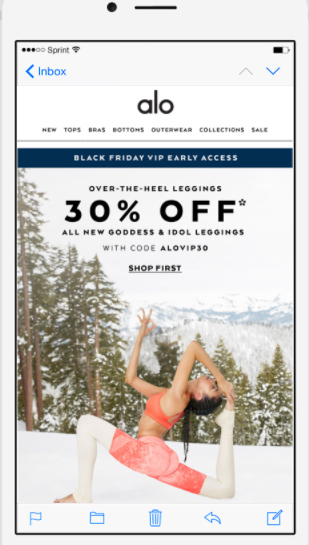 Sprint
Inbox
alo
NEW TOPS BRAS BOTTOMS OUTERWEAR COLLECTIONS SALE
BLACK FRIDAY VIP EARLY ACCESS
OVER-THE-HEEL LEGGINGS
30% OFF*
ALL NEW GODDESS & IDOL LEGGINGS
WITH CODE ALOVIP30
SHOP FIRST